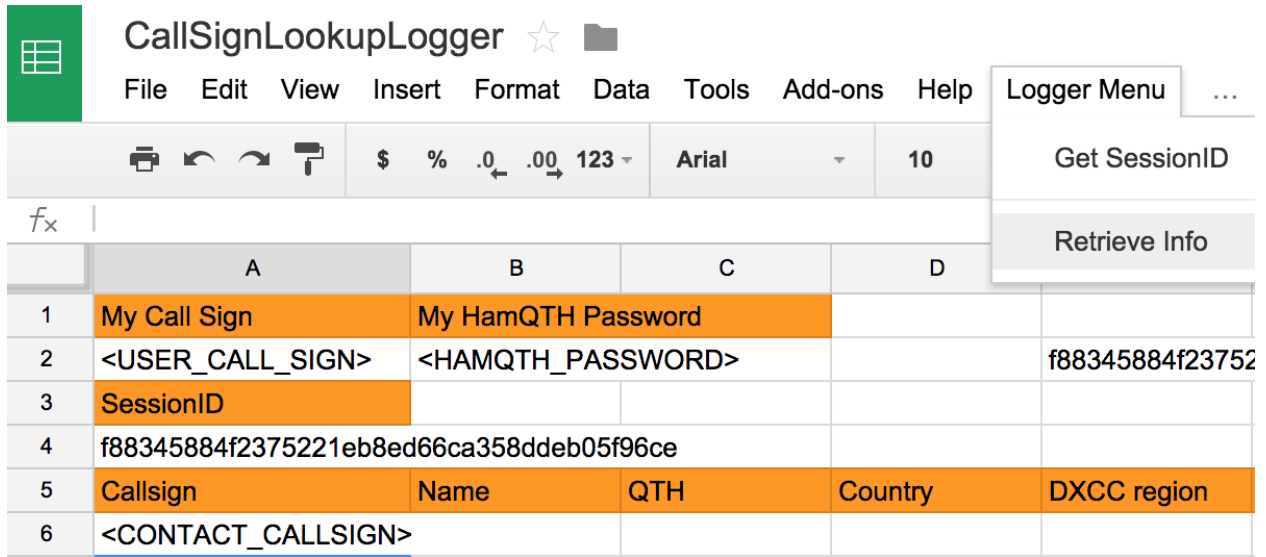 CallSignLookupLogger
File Edit View Insert Format Data Tools Add-ons Help Logger Menu ...
$ % .0 .00 123 Arial 10 Get SessionID
fx Retrieve Info
A B C D
1 My Call Sign My HamQTH Password
2 <USER_CALL_SIGN> <HAMQTH_PASSWORD> f88345884f23752
3 SessionID
4 f88345884f2375221eb8ed66ca358ddeb05f96ce
5 Callsign Name QTH Country DXCC region
6 <CONTACT_CALLSIGN>